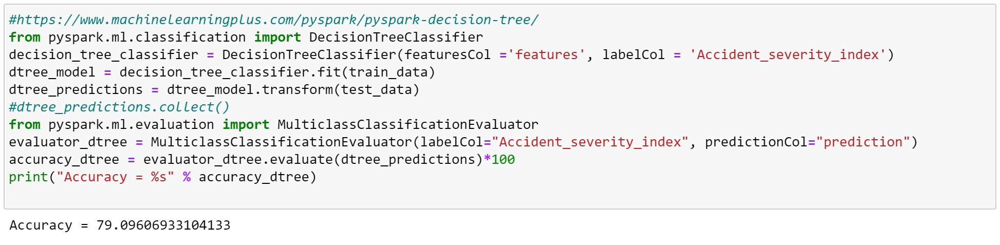 #https://www.machinelearningplus.com/pyspark/pyspark-decision-tree/
from pyspark.ml.classification import DecisionTreeClassifier
decision_tree_classifier = DecisionTreeClassifier(featuresCol ='features', labelCol = 'Accident_severity_index')
dtree_model = decision_tree_classifier.fit(train_data)
dtree_predictions = dtree_model.transform(test_data)
#dtree_predictions.collect()
from pyspark.ml.evaluation import MulticlassClassificationEvaluator
evaluator_dtree = MulticlassClassificationEvaluator(labelCol="Accident_severity_index", predictionCol="prediction")
accuracy_dtree = evaluator_dtree.evaluate(dtree_predictions)*100
print("Accuracy = %s" % accuracy_dtree)
Accuracy = 79.09606933104133